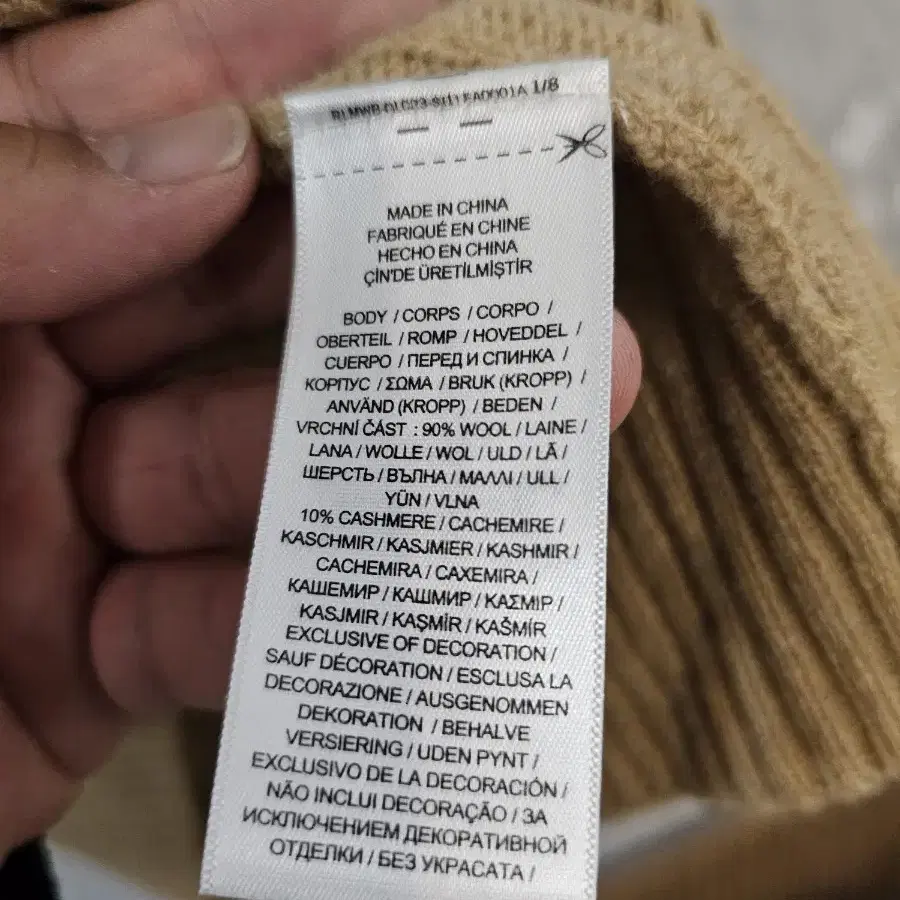 1/8
MADE IN CHINA
FABRIQUÉ EN CHINE
HECHO EN CHINA
ÇİN'DE ÜRETİLMİŞTİR
BODY / CORPS / CORPO /
OBERTEIL / ROMP / HOVEDDEL /
CUERPO / ПЕРЕД И СПИНКА /
КОРПУС / ΣΩΜΑ / BRUK (KROPP) /
ANVÄND (KROPP) / BEDEN /
VRCHNÍ ČÁST : 90% WOOL / LAINE /
LANA / WOLLE / WOL / ULD / LÃ /
ШЕРСТЬ / ВЪЛНА / ΜΑΛΛΙ / ULL /
YÜN / VLNA
10% CASHMERE / CACHEMIRE /
KASCHMIR / KASJMIER / KASHMIR /
CACHEMIRA / CAXEMIRA /
КАШЕМИР / КАШМИР / ΚΑΣΜΙΡ /
KASJMIR / KAŞMİR / KAŠMÍR
EXCLUSIVE OF DECORATION /
SAUF DÉCORATION / ESCLUSA LA
DECORAZIONE / AUSGENOMMEN
DEKORATION / BEHALVE
VERSIERING / UDEN PYNT /
EXCLUSIVO DE LA DECORACIÓN /
NÃO INCLUI DECORAÇÃO / ЗА
ИСКЛЮЧЕНИЕМ ДЕКОРАТИВНОЙ
ОТДЕЛКИ / БЕЗ УКРАСАТА /